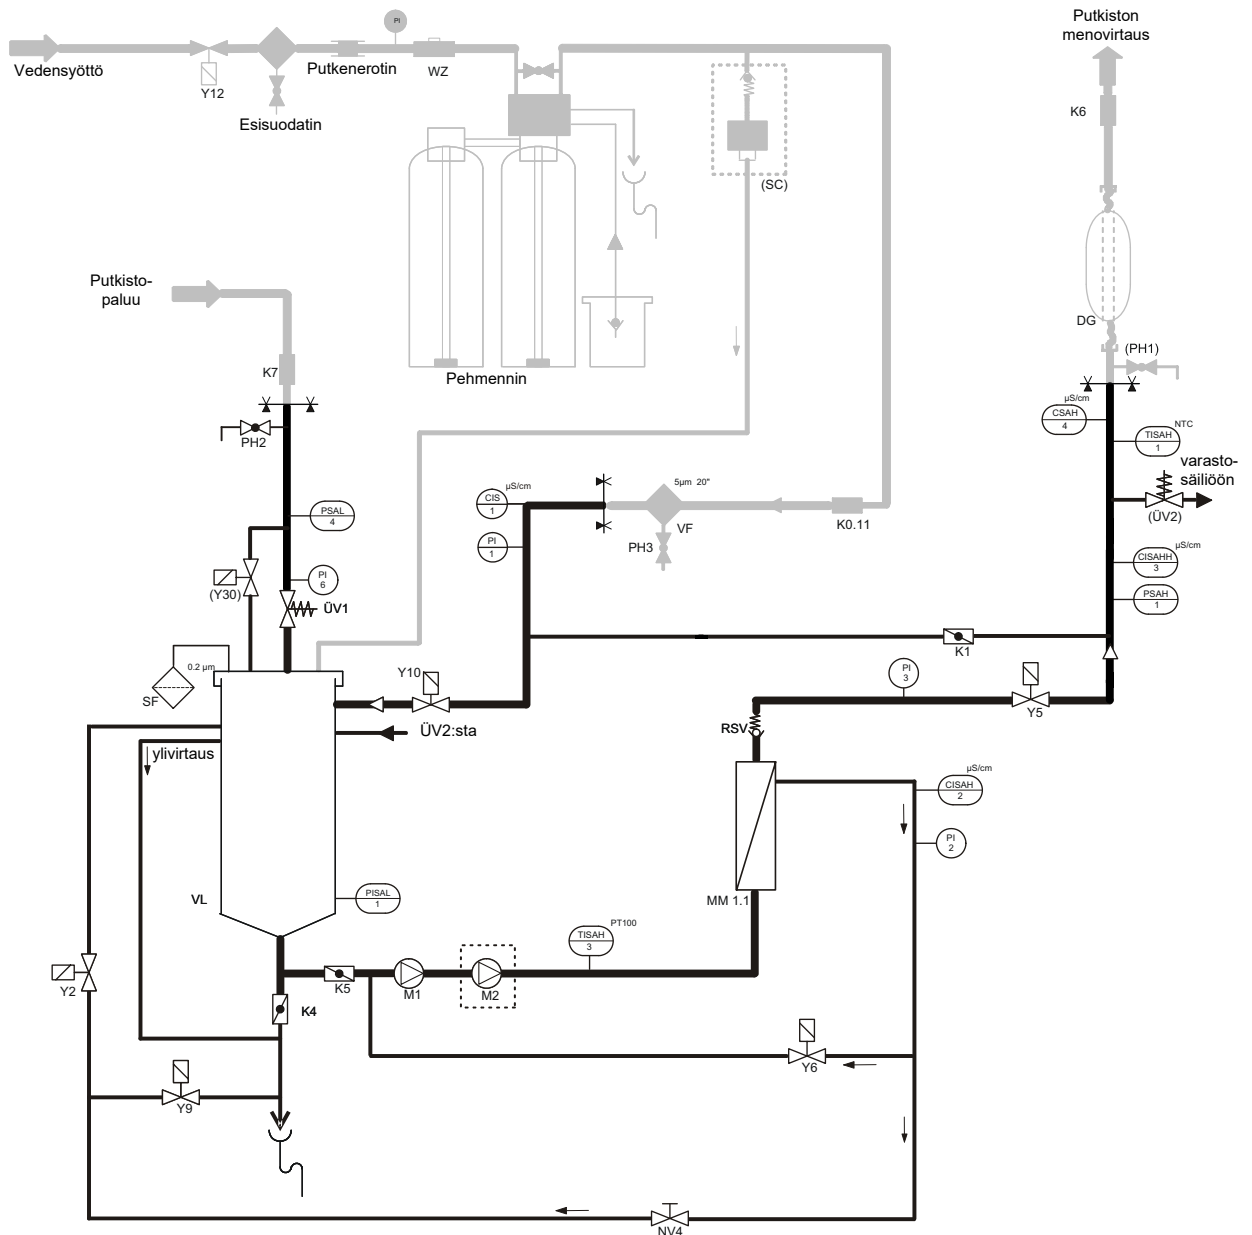 Putkiston
menovirtaus
PI
Vedensyöttö
Putkenerotin
WZ
Y12
K6
Esisuodatin
(SC)
Putkisto-
paluu
DG
(PH1)
K7
Pehmennin
µS/cm
CSAH
4
NTC
TISAH
1
PH2
varasto-
säiliöön
µS/cm
CIS
1
5µm 20"
PSAL
4
(ÜV2)
K0.11
VF
PI
1
PH3
µS/cm
CISAHH
3
PI
6
(Y30)
ÜV1
PSAH
1
K1
0.2 µm
SF
Y10
PI
3
Y5
ÜV2:sta
RSV
ylivirtaus
µS/cm
CISAH
2
PI
2
VL
PISAL
1
MM 1.1
PT100
TISAH
3
Y2
K5
M1
M2
K4
Y6
Y9
NV4